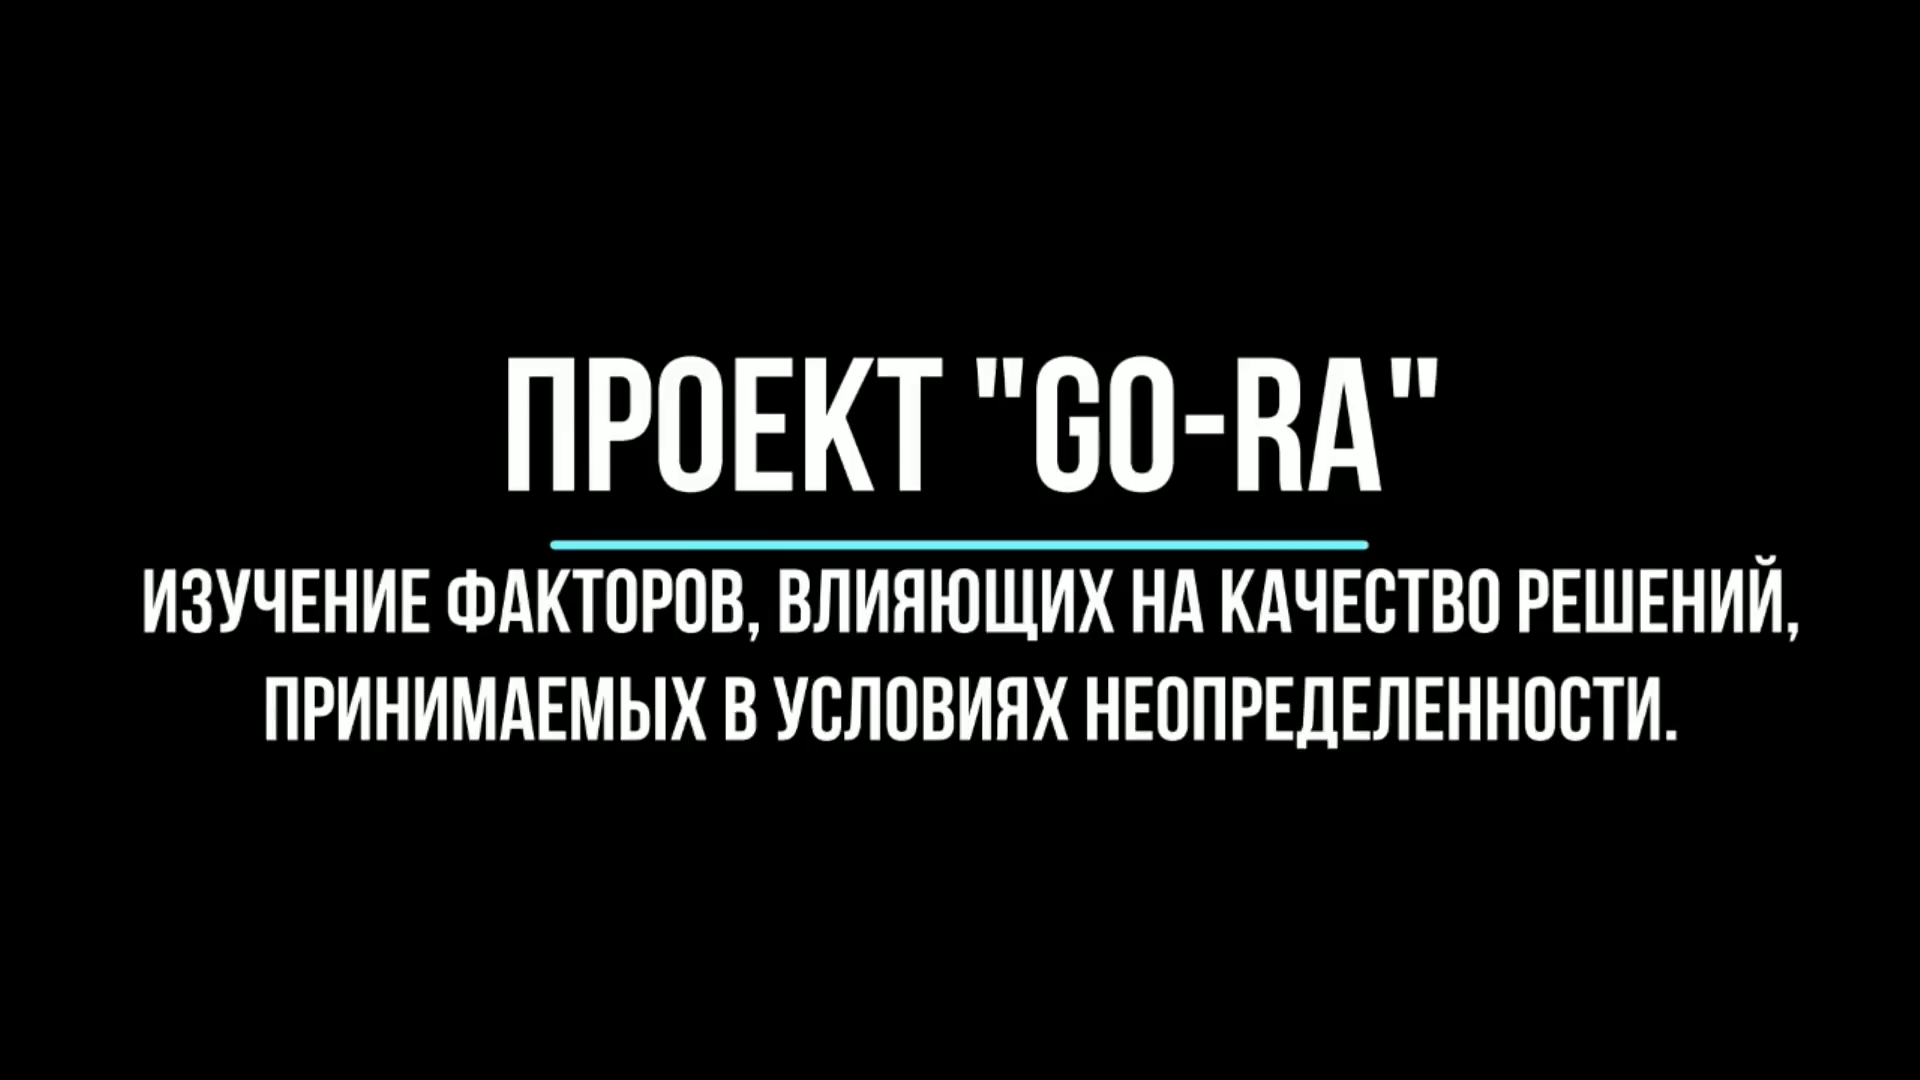 ПРОЕКТ "GO-RA"
ИЗУЧЕНИЕ ФАКТОРОВ, ВЛИЯЮЩИХ НА КАЧЕСТВО РЕШЕНИЙ,
ПРИНИМАЕМЫХ В УСЛОВИЯХ НЕОПРЕДЕЛЕННОСТИ.